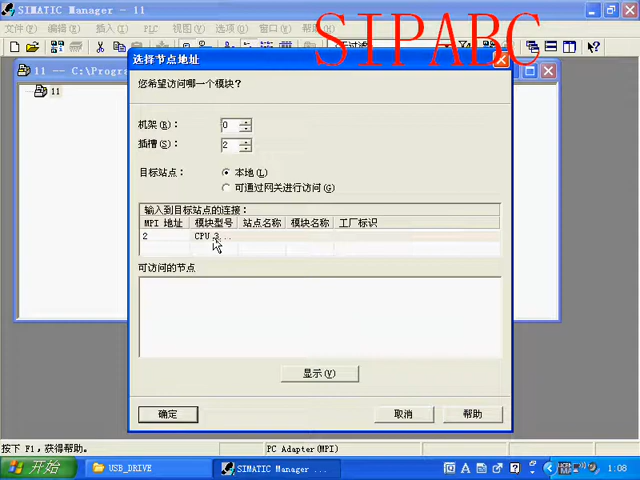 SIMATIC Manager - 11
SIPABC
文件(F) 编辑(E) 插入(I) PLC 视图(V) 选项(O) 窗口(W) 帮助(H)
11 -- C:\Progra
11
选择节点地址
您希望访问哪一个模块?
机架(R): 0
插槽(S): 2
目标站点: 本地(L)
可通过网关进行访问(G)
输入到目标站点的连接:
MPI 地址 模块型号 站点名称 模块名称 工厂标识
2 CPU 3...
可访问的节点
显示(V)
确定 取消 帮助
按下 F1,获得帮助。 PC Adapter(MPI)
开始 USB_DRIVE SIMATIC Manager ... 1:08